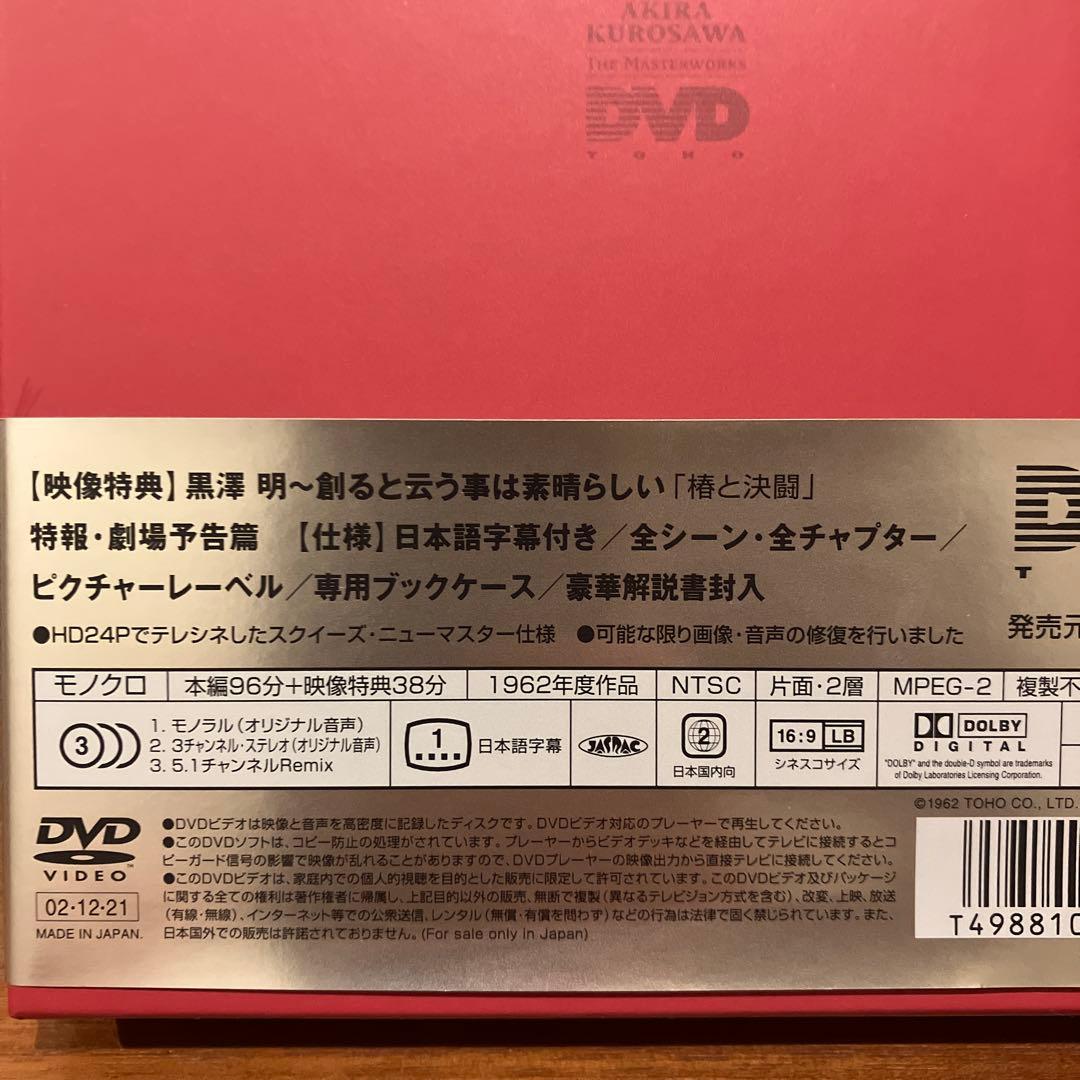 AKIRA
KUROSAWA
THE MASTERWORKS
DVD
TOHO
【映像特典】黒澤 明〜創ると云う事は素晴らしい「椿と決闘」
特報・劇場予告篇 【仕様】日本語字幕付き/全シーン・全チャプター/
ピクチャーレーベル/専用ブックケース/豪華解説書封入
●HD24Pでテレシネしたスクイーズ・ニューマスター仕様 ●可能な限り画像・音声の修復を行いました
発売元
モノクロ 本編96分+映像特典38分 1962年度作品 NTSC 片面・2層 MPEG-2 複製不
3 1. モノラル(オリジナル音声)
2. 3チャンネル・ステレオ(オリジナル音声)
3. 5.1チャンネルRemix
1 日本語字幕
JASRAC
2
日本国内向
16:9 LB
シネスコサイズ
DOLBY
DIGITAL
"DOLBY" and the double-D symbol are trademarks
of Dolby Laboratories Licensing Corporation.
©1962 TOHO CO., LTD.
DVD
VIDEO
02・12・21
MADE IN JAPAN.
●DVDビデオは映像と音声を高密度に記録したディスクです。DVDビデオ対応のプレーヤーで再生してください。
●このDVDソフトは、コピー防止の処理がされています。プレーヤーからビデオデッキなどを経由してテレビに接続するとコ
ピーガード信号の影響で映像が乱れることがありますので、DVDプレーヤーの映像出力から直接テレビに接続してください。
●このDVDビデオは、家庭内での個人的視聴を目的とした販売に限定して許可されています。このDVDビデオ及びパッケージ
に関する全ての権利は著作権者に帰属し、上記目的以外の販売、無断で複製(異なるテレビジョン方式を含む)、改変、上映、放送
(有線・無線)、インターネット等での公衆送信、レンタル(無償・有償を問わず)などの行為は法律で固く禁じられています。また、
日本国外での販売は許諾されておりません。(For sale only in Japan)
T498810